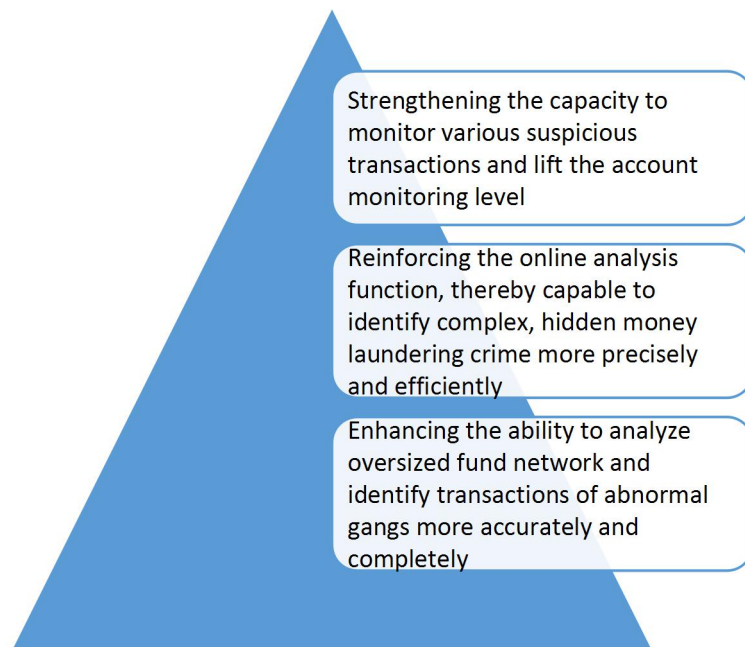 Strengthening the capacity to
monitor various suspicious
transactions and lift the account
monitoring level
Reinforcing the online analysis
function, thereby capable to
identify complex, hidden money
laundering crime more precisely
and efficiently
Enhancing the ability to analyze
oversized fund network and
identify transactions of abnormal
gangs more accurately and
completely